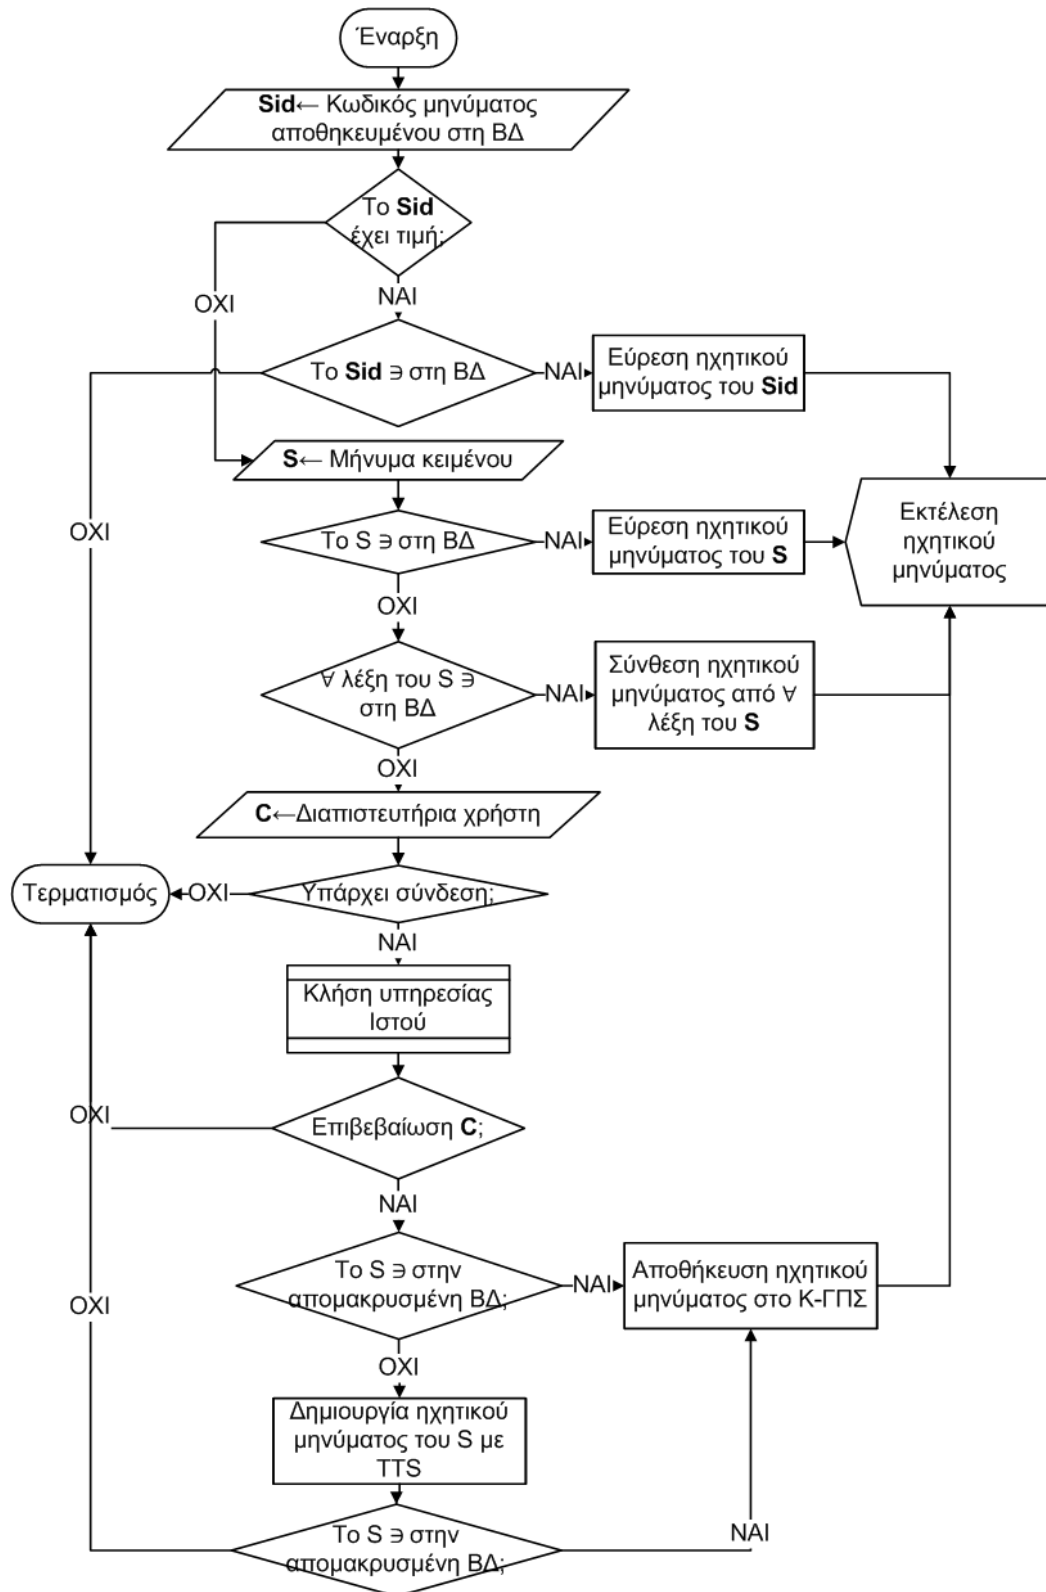 Έναρξη
Sid← Κωδικός μηνύματος
αποθηκευμένου στη ΒΔ
Το Sid
έχει τιμή;
ΟΧΙ
ΝΑΙ
Το Sid ∋ στη ΒΔ
ΝΑΙ
Εύρεση ηχητικού
μηνύματος του Sid
S← Μήνυμα κειμένου
ΟΧΙ
Το S ∋ στη ΒΔ
ΝΑΙ
Εύρεση ηχητικού
μηνύματος του S
Εκτέλεση
ηχητικού
μηνύματος
ΟΧΙ
∀ λέξη του S ∋
στη ΒΔ
ΝΑΙ
Σύνθεση ηχητικού
μηνύματος από ∀
λέξη του S
ΟΧΙ
C←Διαπιστευτήρια χρήστη
Τερματισμός
ΟΧΙ
Υπάρχει σύνδεση;
ΝΑΙ
Κλήση υπηρεσίας
Ιστού
ΟΧΙ
Επιβεβαίωση C;
ΝΑΙ
Το S ∋ στην
απομακρυσμένη ΒΔ;
ΝΑΙ
Αποθήκευση ηχητικού
μηνύματος στο Κ-ΓΠΣ
ΟΧΙ
ΟΧΙ
Δημιουργία ηχητικού
μηνύματος του S με
TTS
ΝΑΙ
Το S ∋ στην
απομακρυσμένη ΒΔ;